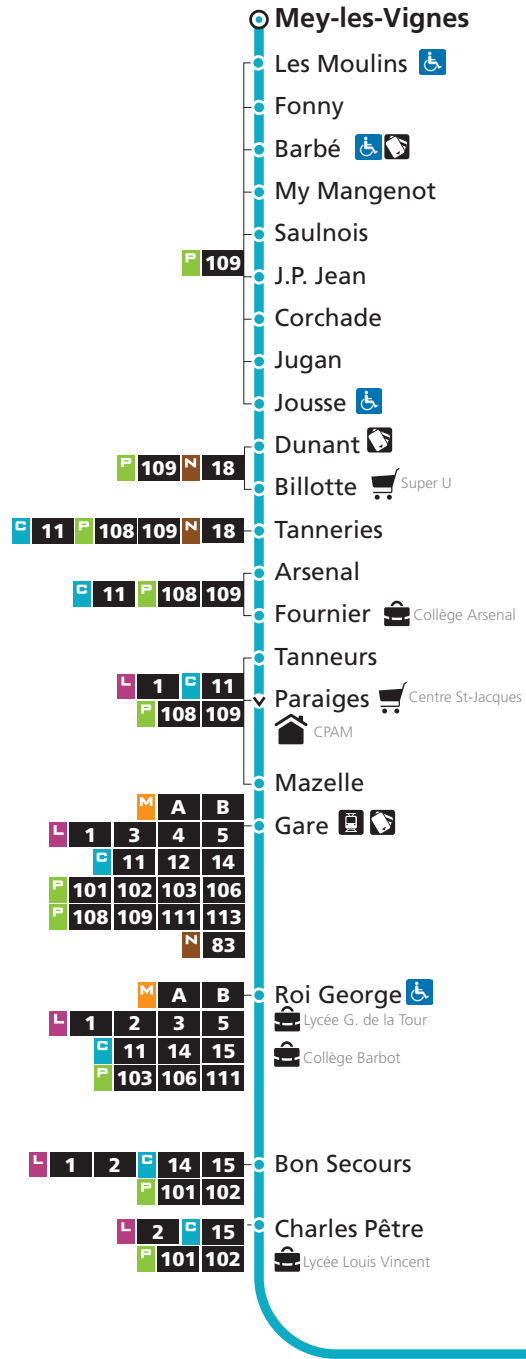 Mey-les-Vignes
Les Moulins
Fonny
Barbé
My Mangenot
Saulnois
P 109
J.P. Jean
Corchade
Jugan
Jousse
Dunant
P 109 N 18
Billotte Super U
C 11 P 108 109 N 18 Tanneries
Arsenal
C 11 P 108 109
Fournier Collège Arsenal
Tanneurs
L 1 C 11
P 108 109
Paraiges Centre St-Jacques
CPAM
Mazelle
M A B
L 1 3 4 5
C 11 12 14
P 101 102 103 106
P 108 109 111 113
N 83
Gare
M A B
L 1 2 3 5
C 11 14 15
P 103 106 111
Roi George
Lycée G. de la Tour
Collège Barbot
L 1 2 C 14 15
P 101 102
Bon Secours
L 2 C 15
P 101 102
Charles Pêtre
Lycée Louis Vincent